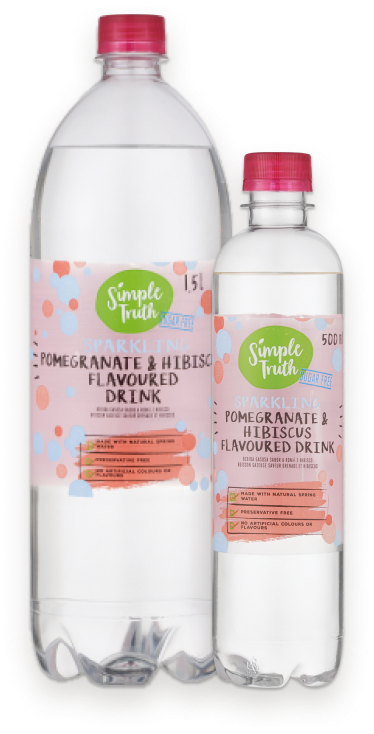 Simple
Truth
1,5L
SUGAR FREE
SPARKLING
POMEGRANATE & HIBISC
FLAVOURED
DRINK
MADE WITH NATURAL SPRING
WATER
PRESERVATIVE FREE
NO ARTIFICIAL COLOURS OR
FLAVOURS
Simple
Truth
500
SUGAR FREE
SPARKLING
POMEGRANATE &
HIBISCUS
FLAVOURED DRINK
MADE WITH NATURAL SPRING
WATER
PRESERVATIVE FREE
NO ARTIFICIAL COLOURS OR
FLAVOURS